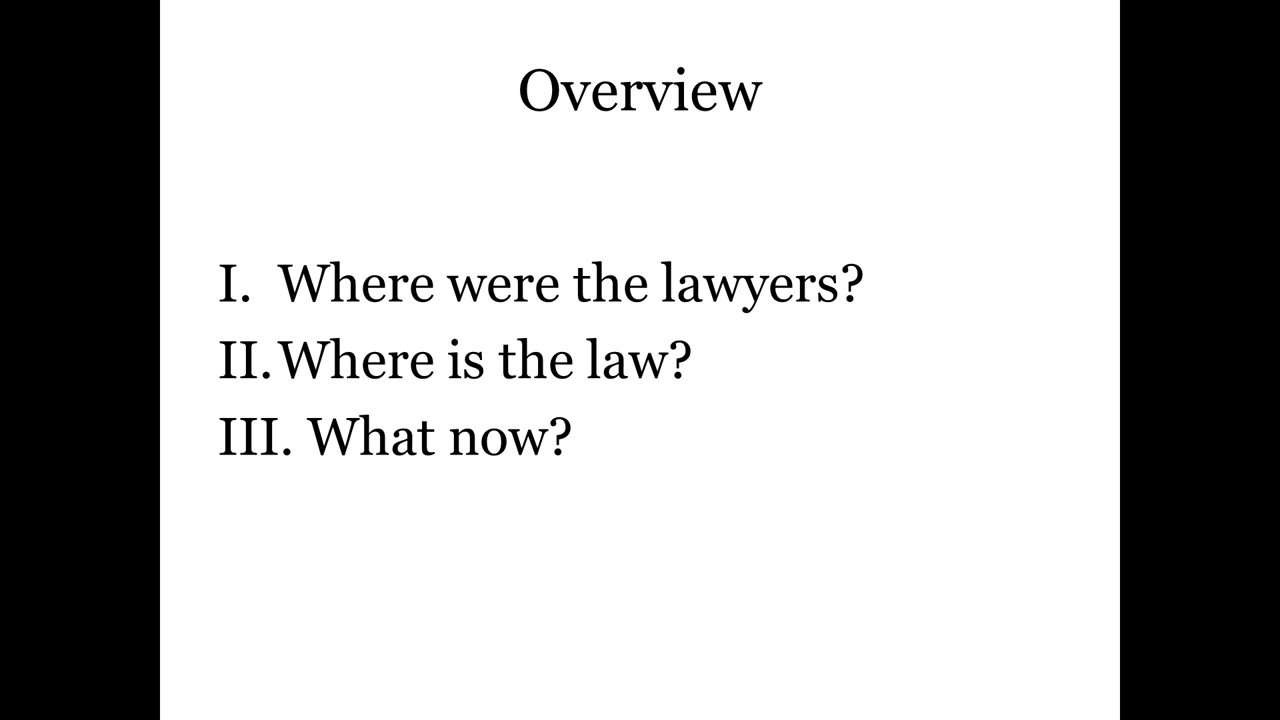 Overview
I. Where were the lawyers?
II. Where is the law?
III. What now?